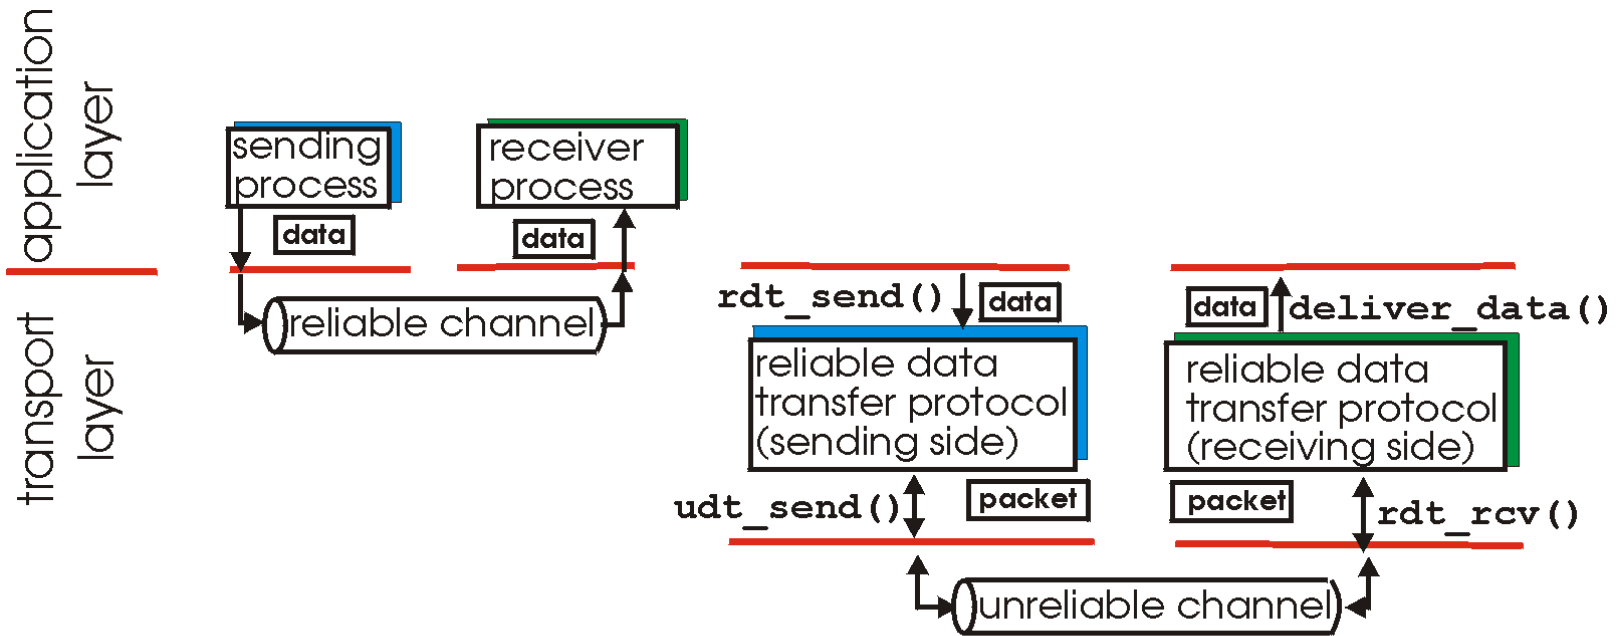 application
layer
transport
layer
sending
process
receiver
process
data
data
reliable channel
rdt_send()
data
data
deliver_data()
reliable data
transfer protocol
(sending side)
reliable data
transfer protocol
(receiving side)
udt_send()
packet
packet
rdt_rcv()
unreliable channel